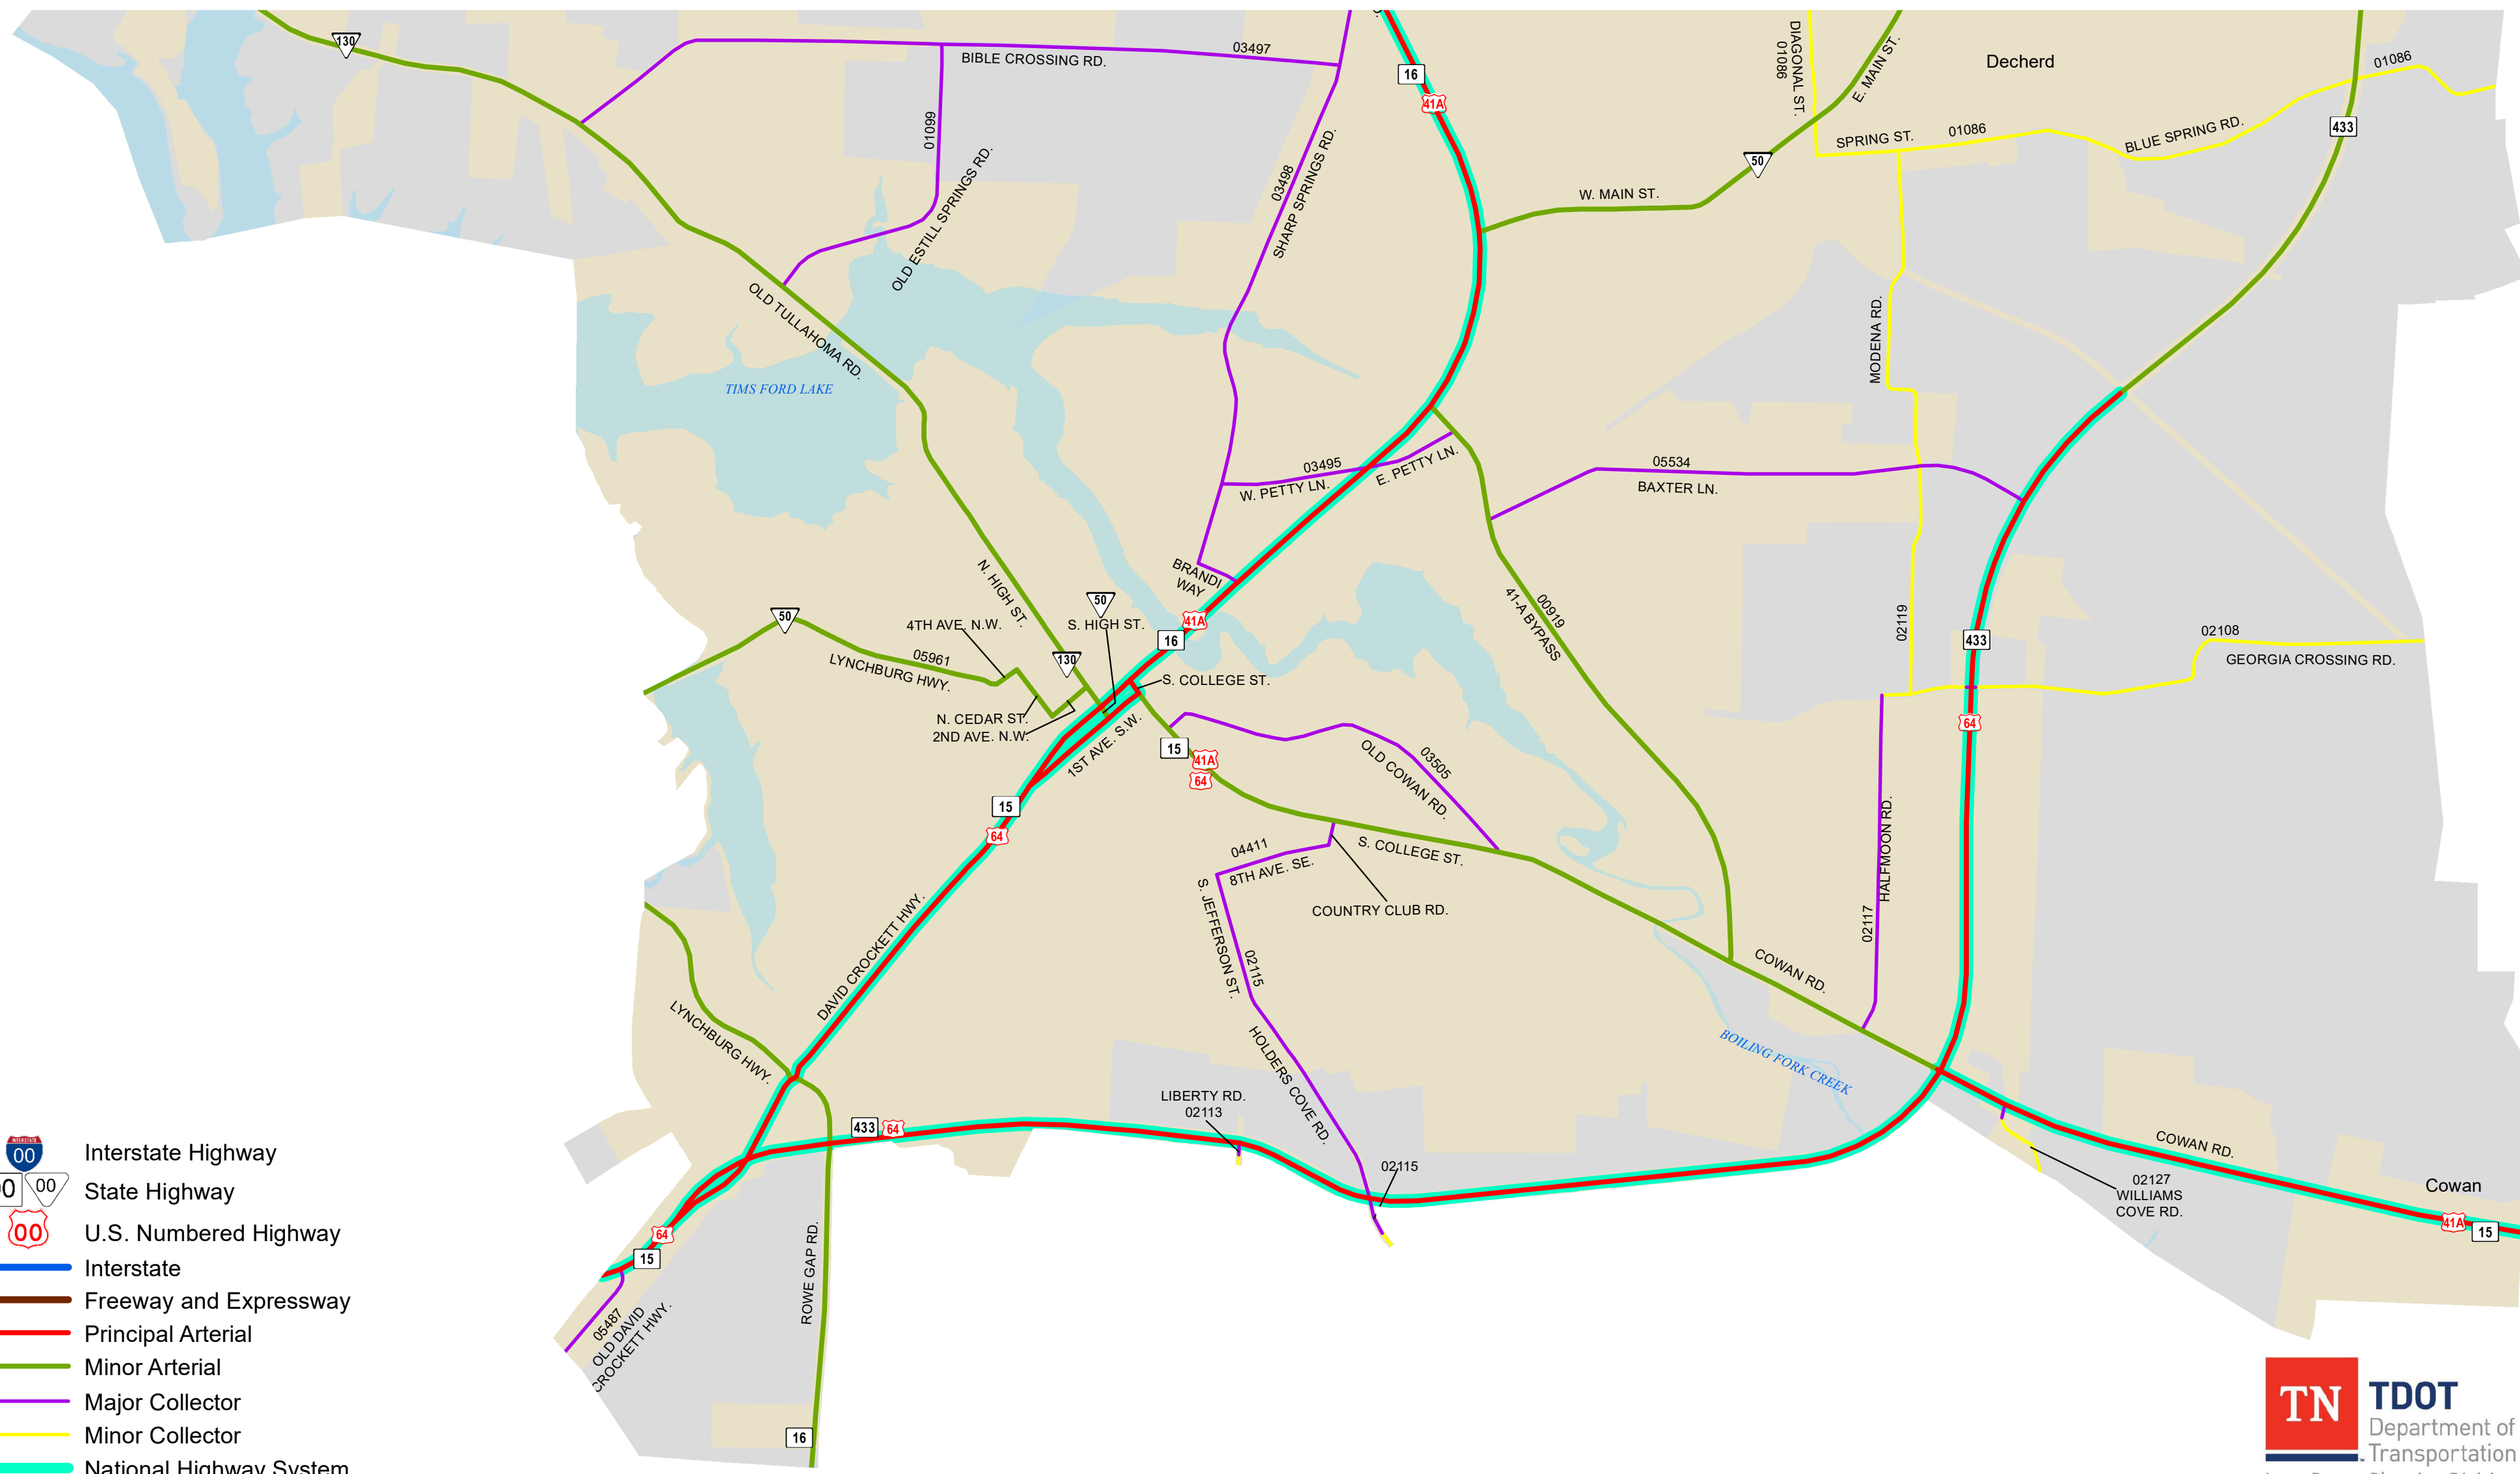 130
03497
BIBLE CROSSING RD.
01099
OLD ESTILL SPRINGS RD.
03498
SHARP SPRINGS RD.
16
41A
DIAGONAL ST.
01086
E. MAIN ST.
Decherd
01086
433
SPRING ST.
01086
BLUE SPRING RD.
50
W. MAIN ST.
OLD TULLAHOMA RD.
TIMS FORD LAKE
MODENA RD.
03495
W. PETTY LN.
E. PETTY LN.
05534
BAXTER LN.
N. HIGH ST.
BRANDI
WAY
50
S. HIGH ST.
41A
16
00919
41-A BYPASS
02119
433
02108
GEORGIA CROSSING RD.
50
4TH AVE. N.W.
05961
LYNCHBURG HWY.
130
S. COLLEGE ST.
N. CEDAR ST.
2ND AVE. N.W.
1ST AVE. S.W.
15
41A
64
64
OLD COWAN RD.
03505
15
64
04411
8TH AVE. SE.
S. COLLEGE ST.
COUNTRY CLUB RD.
HALFMOON RD.
02117
S. JEFFERSON ST.
02115
DAVID CROCKETT HWY.
COWAN RD.
LYNCHBURG HWY.
HOLDERS COVE RD.
BOILING FORK CREEK
LIBERTY RD.
02113
433
64
02115
COWAN RD.
02127
WILLIAMS
COVE RD.
Cowan
41A
15
64
15
ROWE GAP RD.
05487
OLD DAVID
CROCKETT HWY.
16
INTERSTATE
00
Interstate Highway
00
State Highway
00
U.S. Numbered Highway
Interstate
Freeway and Expressway
Principal Arterial
Minor Arterial
Major Collector
Minor Collector
National Highway System
TN
TDOT
Department of
Transportation